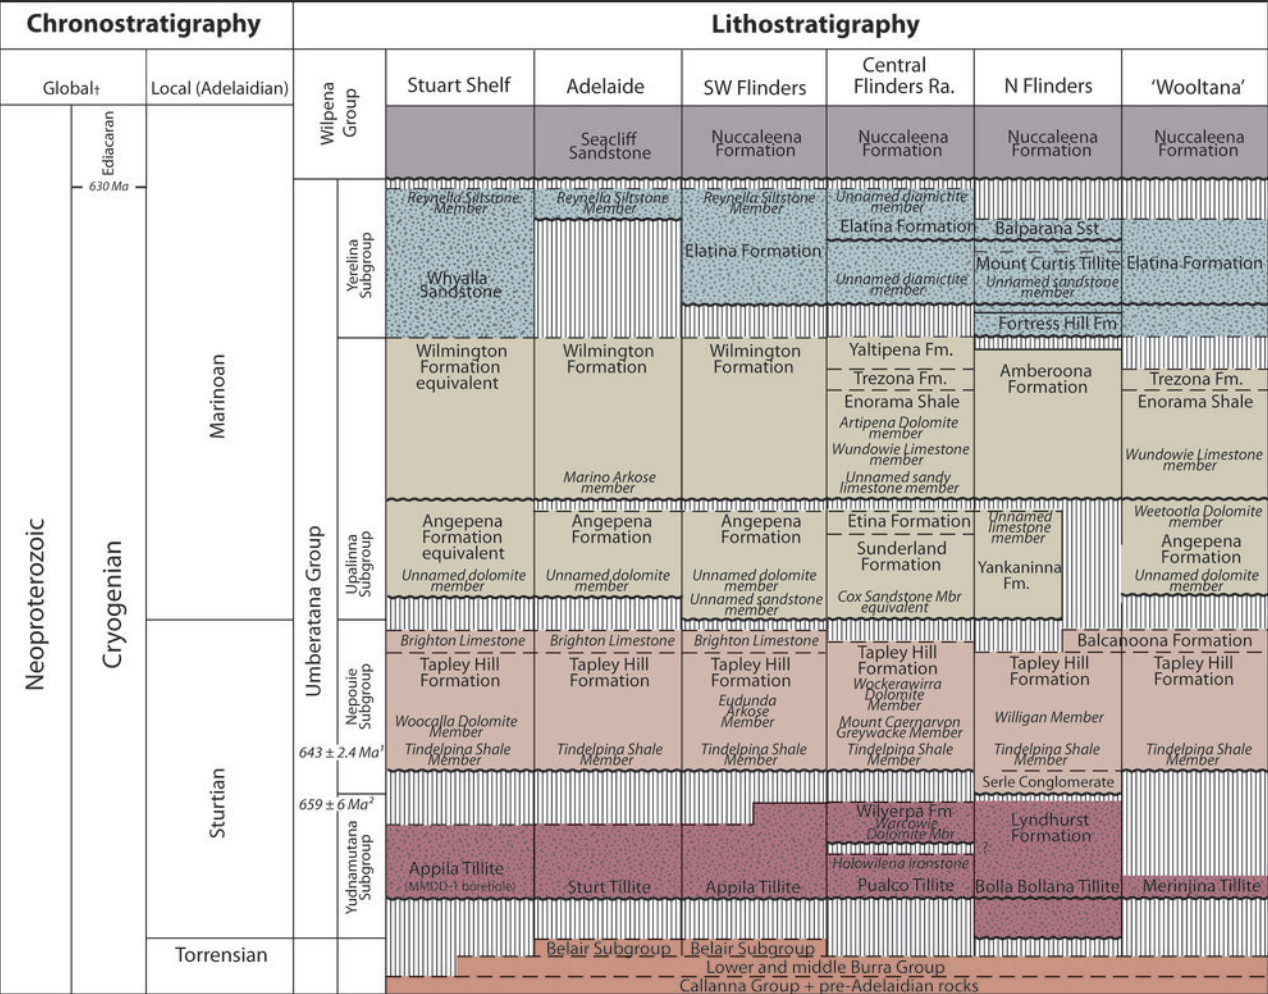 Chronostratigraphy
Lithostratigraphy
Global†
Local (Adelaidian)
Wilpena
Group
Stuart Shelf
Adelaide
SW Flinders
Central
Flinders Ra.
N Flinders
‘Wooltana’
Neoproterozoic
Cryogenian
Ediacaran
630 Ma
Marinoan
Sturtian
Torrensian
Umberatana Group
643 ± 2.4 Ma¹
659 ± 6 Ma²
Yerelina
Subgroup
Upalinna
Subgroup
Nepouie
Subgroup
Yudnamutana
Subgroup
Seacliff
Sandstone
Nuccaleena
Formation
Nuccaleena
Formation
Nuccaleena
Formation
Nuccaleena
Formation
Reynella Siltstone
Member
Whyalla
Sandstone
Reynella Siltstone
Member
Reynella Siltstone
Member
Elatina Formation
Unnamed diamictite
member
Elatina Formation
Unnamed diamictite
member
Balparana Sst
Mount Curtis Tillite
Unnamed sandstone
member
Fortress Hill Fm
Elatina Formation
Wilmington
Formation
equivalent
Wilmington
Formation
Marino Arkose
member
Wilmington
Formation
Yaltipena Fm.
Trezona Fm.
Enorama Shale
Artipena Dolomite
member
Wundowie Limestone
member
Unnamed sandy
limestone member
Amberoona
Formation
Trezona Fm.
Enorama Shale
Wundowie Limestone
member
Angepena
Formation
equivalent
Unnamed dolomite
member
Angepena
Formation
Unnamed dolomite
member
Angepena
Formation
Unnamed dolomite
member
Unnamed sandstone
member
Etina Formation
Sunderland
Formation
Cox Sandstone Mbr
equivalent
Unnamed
limestone
member
Yankaninna
Fm.
Weetootla Dolomite
member
Angepena
Formation
Unnamed dolomite
member
Brighton Limestone
Tapley Hill
Formation
Woocalla Dolomite
Member
Tindelpina Shale
Member
Brighton Limestone
Tapley Hill
Formation
Tindelpina Shale
Member
Brighton Limestone
Tapley Hill
Formation
Eudunda
Arkose
Member
Tindelpina Shale
Member
Tapley Hill
Formation
Wockerawirra
Dolomite
Member
Mount Caernarvon
Greywacke Member
Tindelpina Shale
Member
Balcanoona Formation
Tapley Hill
Formation
Willigan Member
Tindelpina Shale
Member
Serle Conglomerate
Tapley Hill
Formation
Tindelpina Shale
Member
Appila Tillite
(MMDD-1 borehole)
Sturt Tillite
Appila Tillite
Wilyerpa Fm
Warcowie
Dolomite Mbr
Holowilena Ironstone
Pualco Tillite
Lyndhurst
Formation
?
Bolla Bollana Tillite
Merinjina Tillite
Belair Subgroup
Belair Subgroup
Lower and middle Burra Group
Callanna Group + pre-Adelaidian rocks